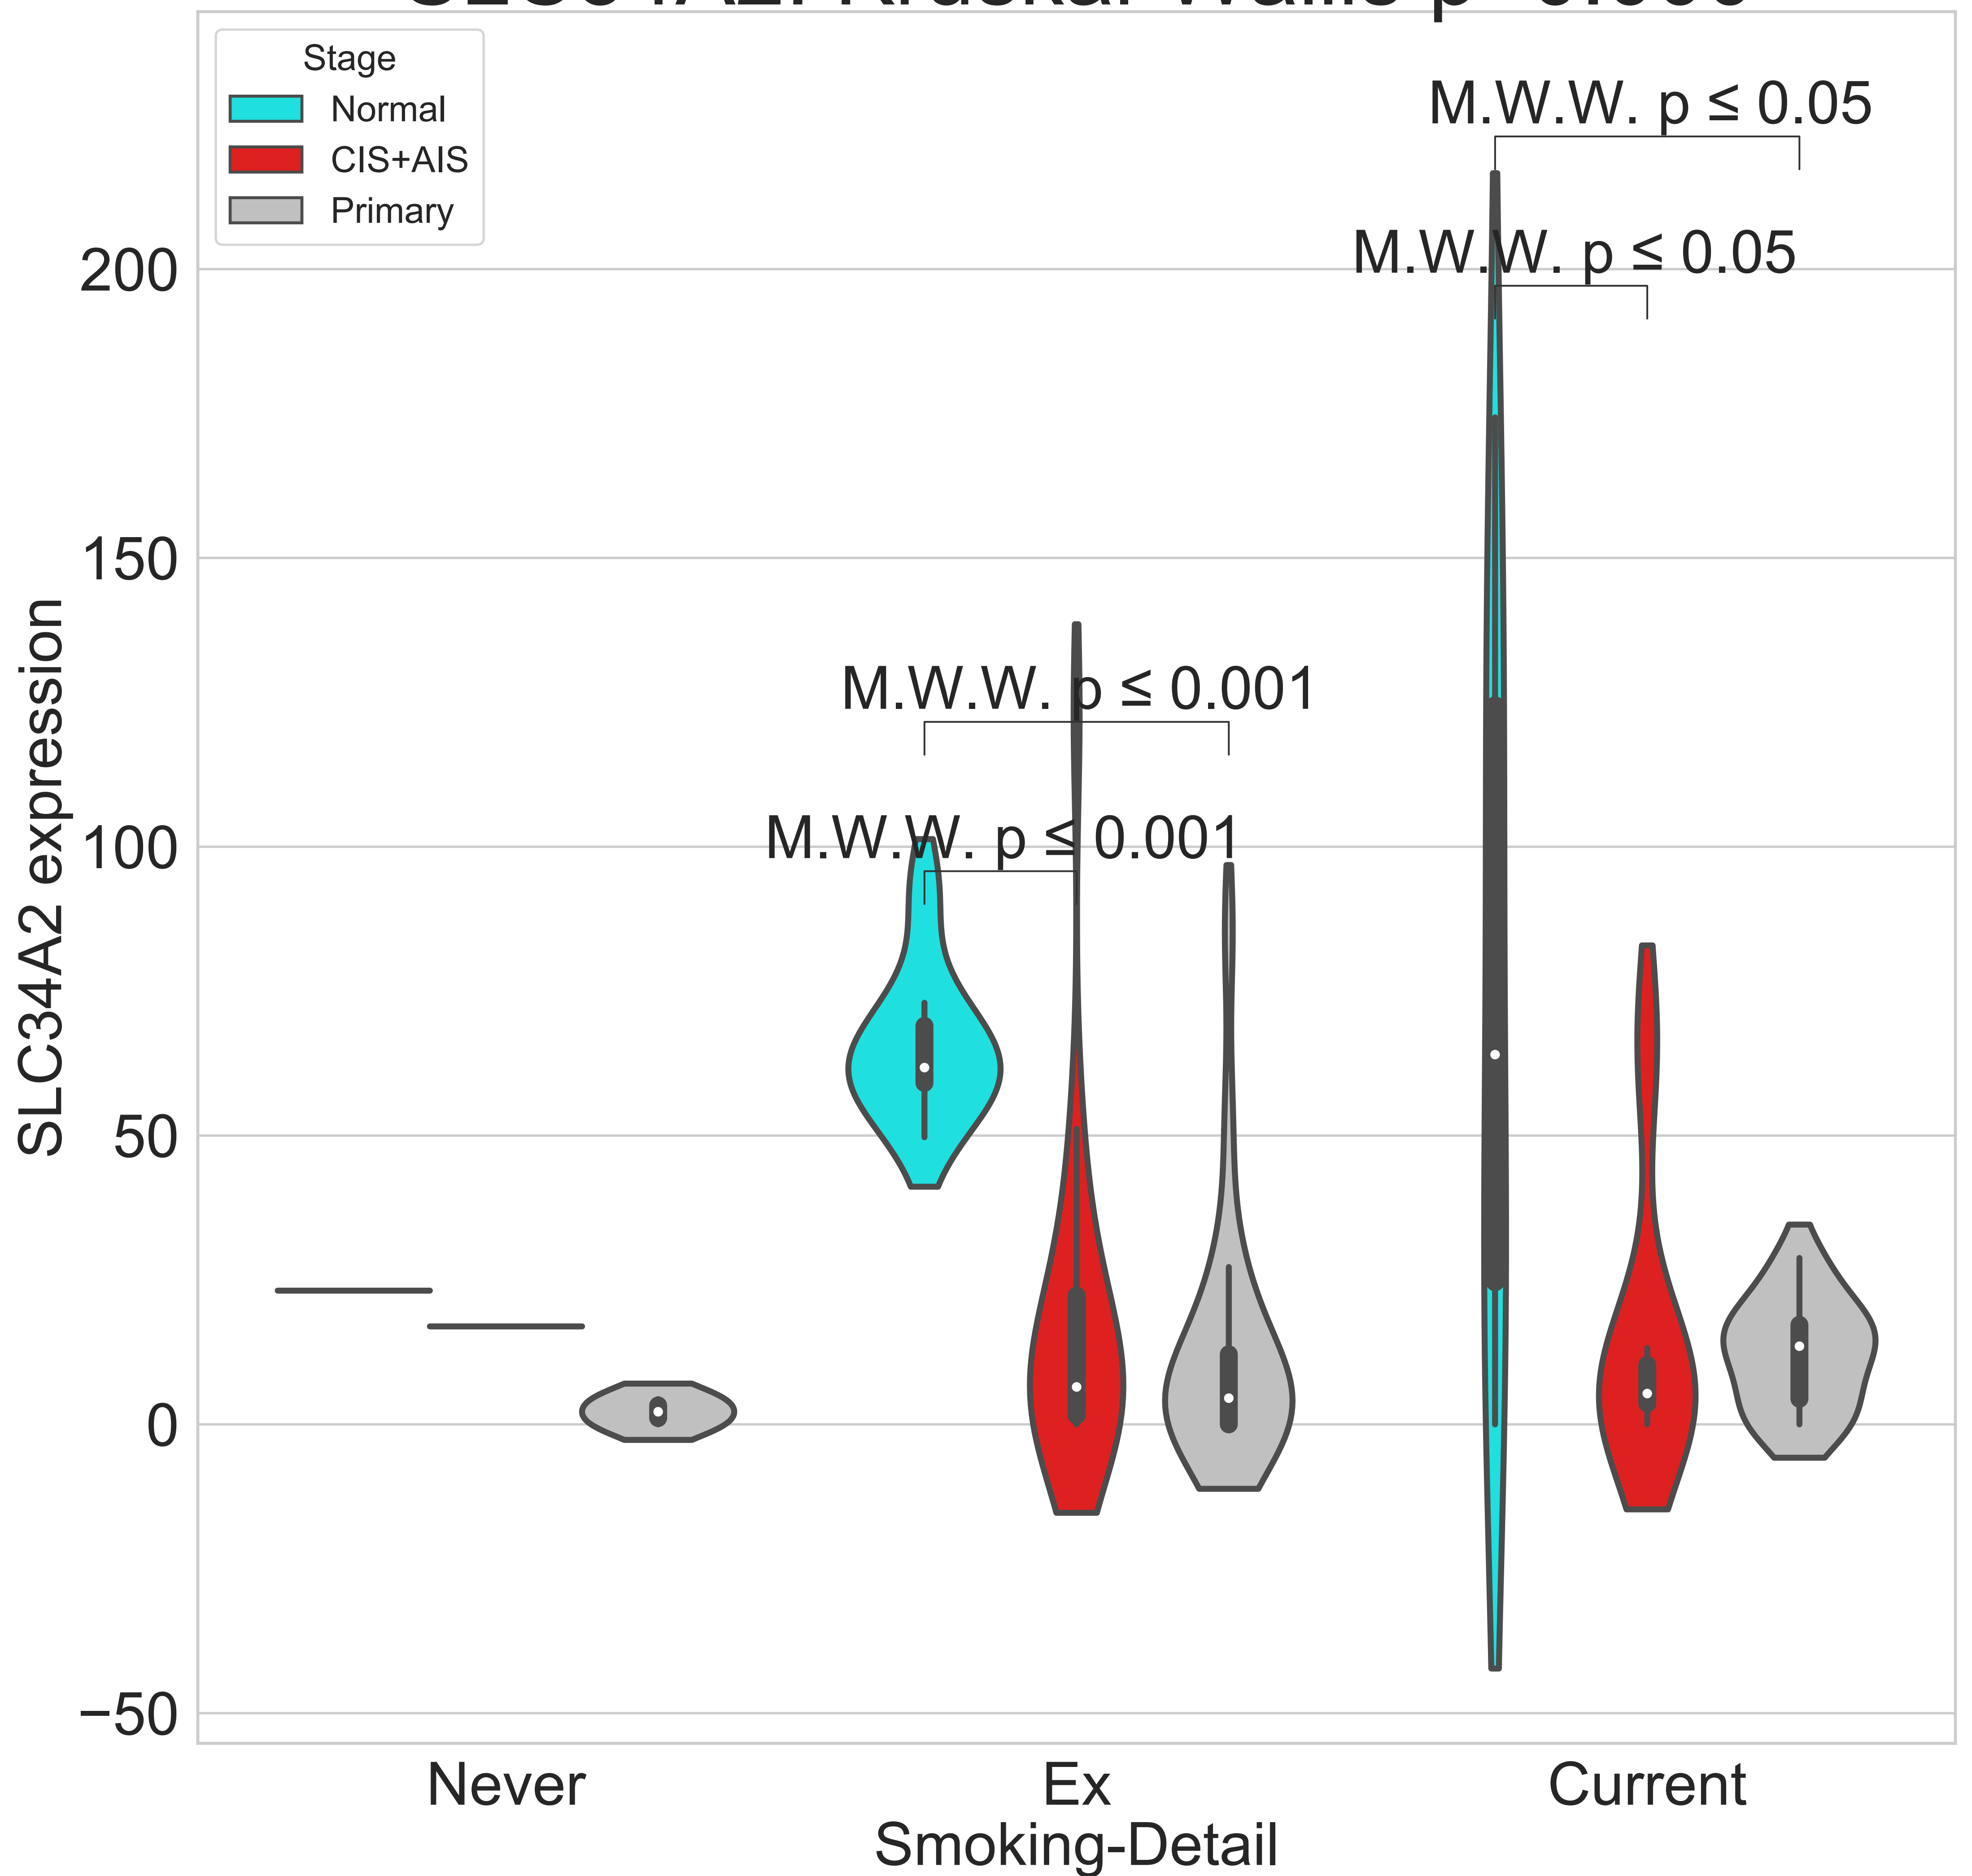 Stage
Normal
CIS+AIS
Primary
M.W.W. p ≤ 0.05
M.W.W. p ≤ 0.05
M.W.W. p ≤ 0.001
M.W.W. p ≤ 0.001
200
150
100
50
0
−50
SLC34A2 expression
Never
Ex
Current
Smoking-Detail